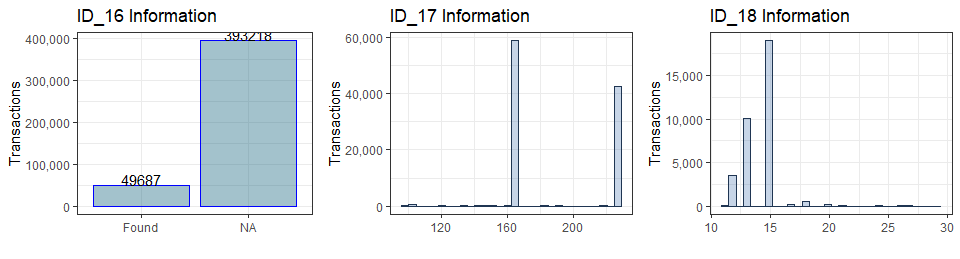 ID_16 Information
Transactions
400,000
300,000
200,000
100,000
0
393218
49687
Found
NA
ID_17 Information
Transactions
60,000
40,000
20,000
0
120
160
200
ID_18 Information
Transactions
15,000
10,000
5,000
0
10
15
20
25
30